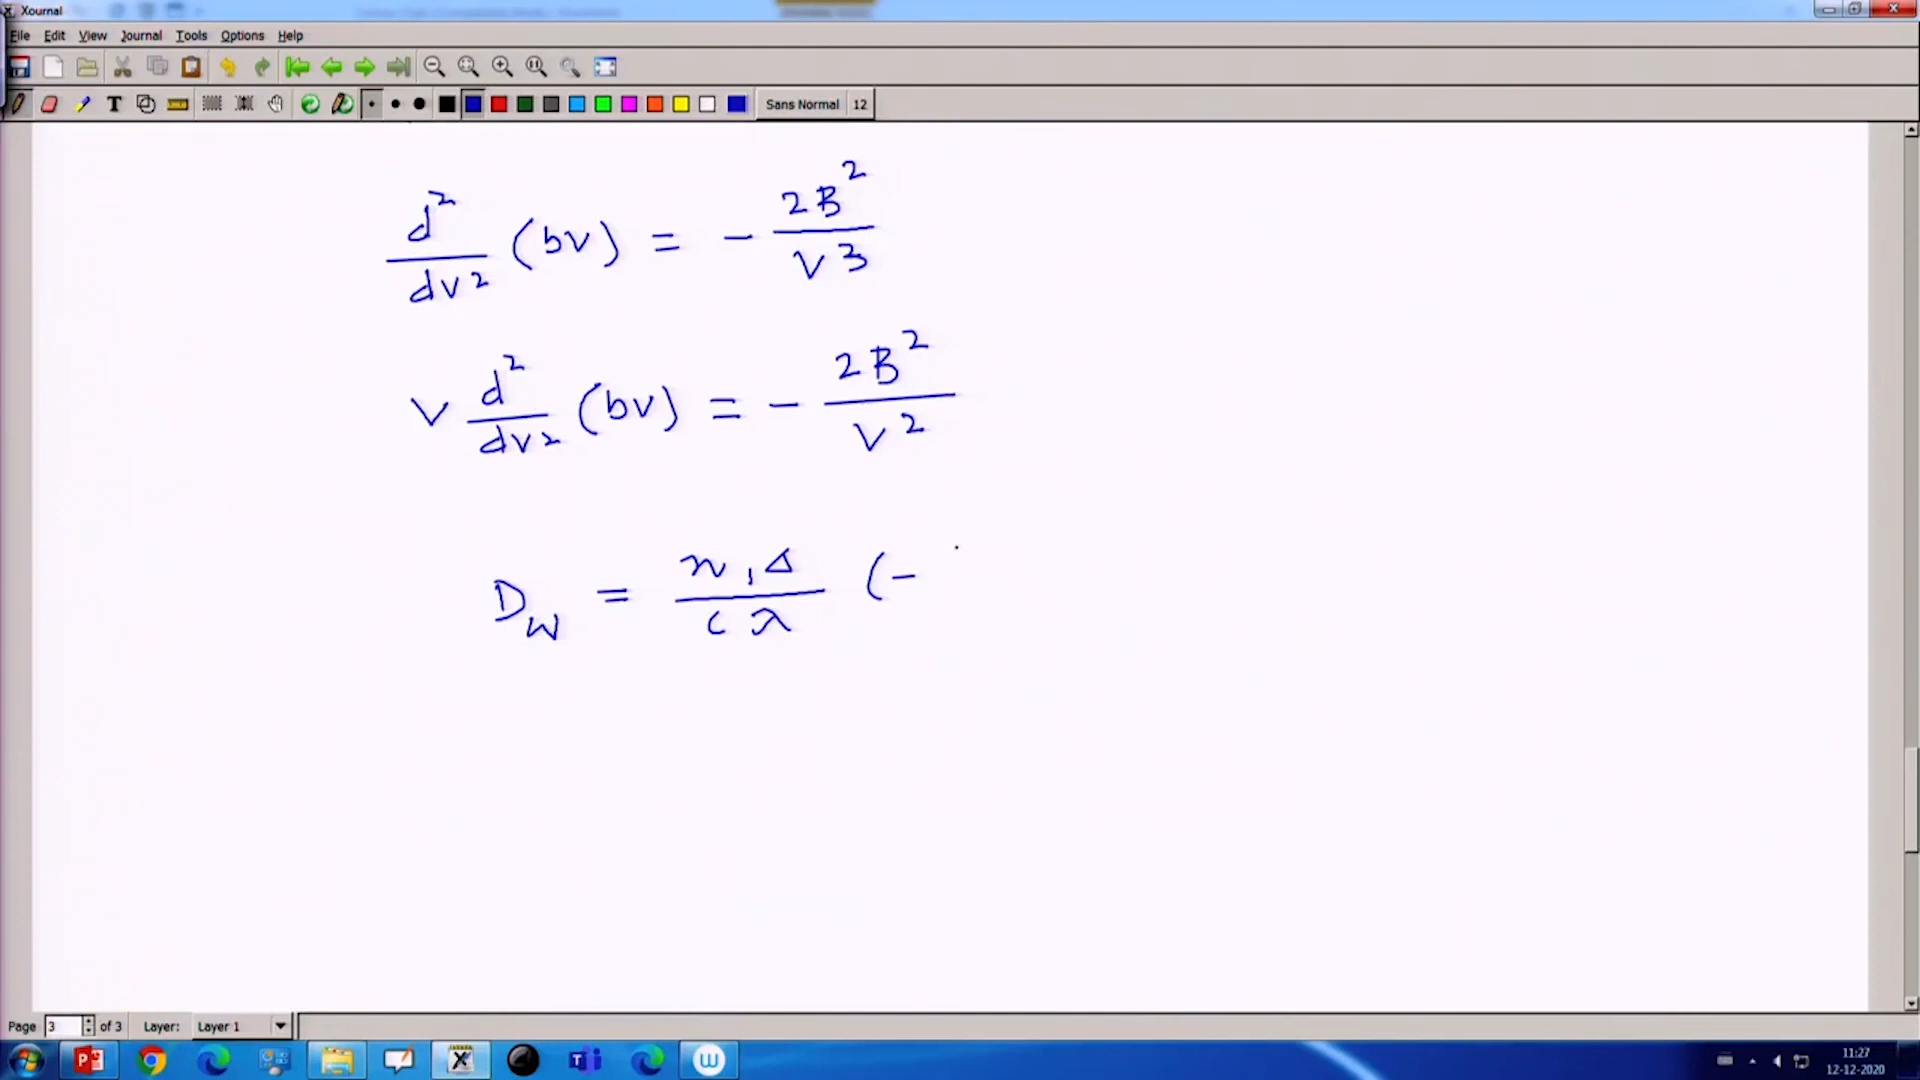 Xournal
File Edit View Journal Tools Options Help
Sans Normal 12
d²/dv² (bv) = - 2B²/v3
v d²/dv² (bv) = - 2B²/v²
D_W = n₁Δ/cλ (-
Page 3 of 3 Layer: Layer 1
11:27
12-12-2020